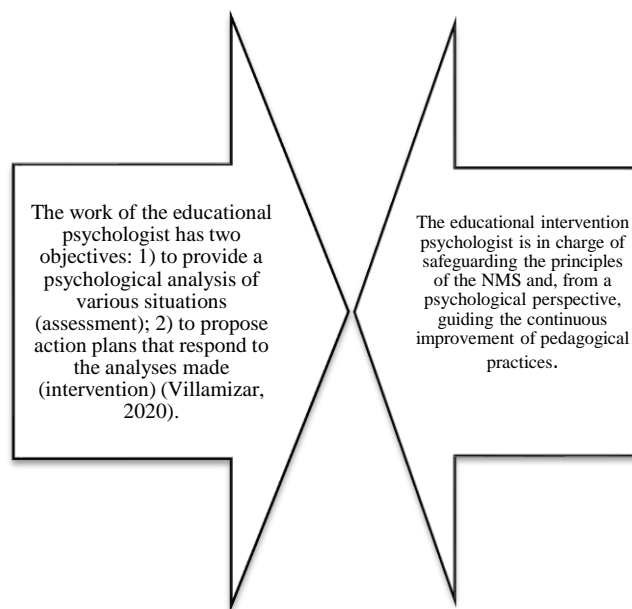 The work of the educational
psychologist has two
objectives: 1) to provide a
psychological analysis of
various situations
(assessment); 2) to propose
action plans that respond to
the analyses made
(intervention) (Villamizar,
2020).
The educational intervention
psychologist is in charge of
safeguarding the principles
of the NMS and, from a
psychological perspective,
guiding the continuous
improvement of pedagogical
practices.